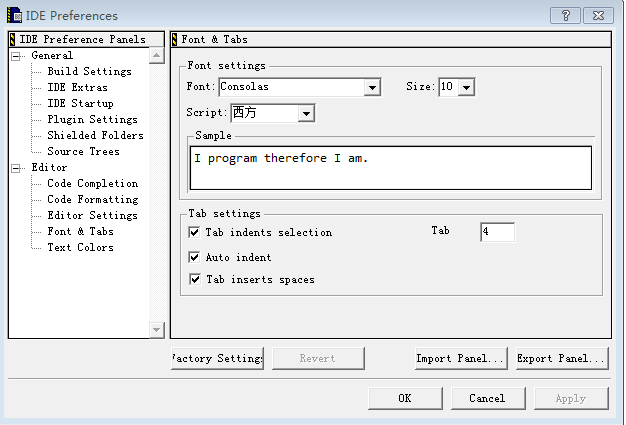 IDE Preferences
IDE Preference Panels
General
Build Settings
IDE Extras
IDE Startup
Plugin Settings
Shielded Folders
Source Trees
Editor
Code Completion
Code Formatting
Editor Settings
Font & Tabs
Text Colors
Font & Tabs
Font settings
Font: Consolas Size: 10
Script: 西方
Sample
I program therefore I am.
Tab settings
Tab indents selection Tab 4
Auto indent
Tab inserts spaces
Factory Settings Revert Import Panel... Export Panel...
OK Cancel Apply